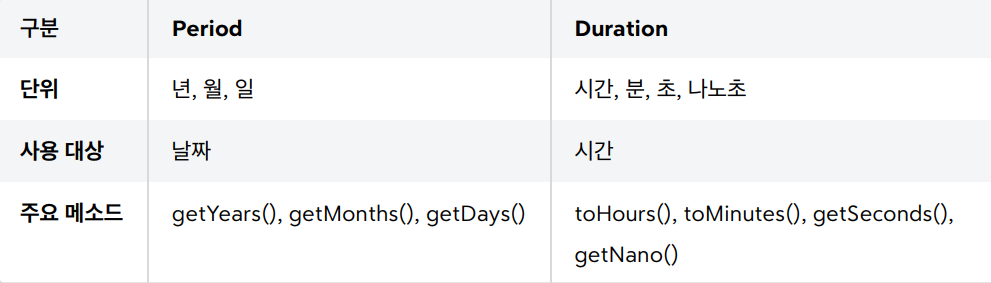 구분 Period Duration
단위 년, 월, 일 시간, 분, 초, 나노초
사용 대상 날짜 시간
주요 메소드 getYears(), getMonths(), getDays() toHours(), toMinutes(), getSeconds(),
getNano()